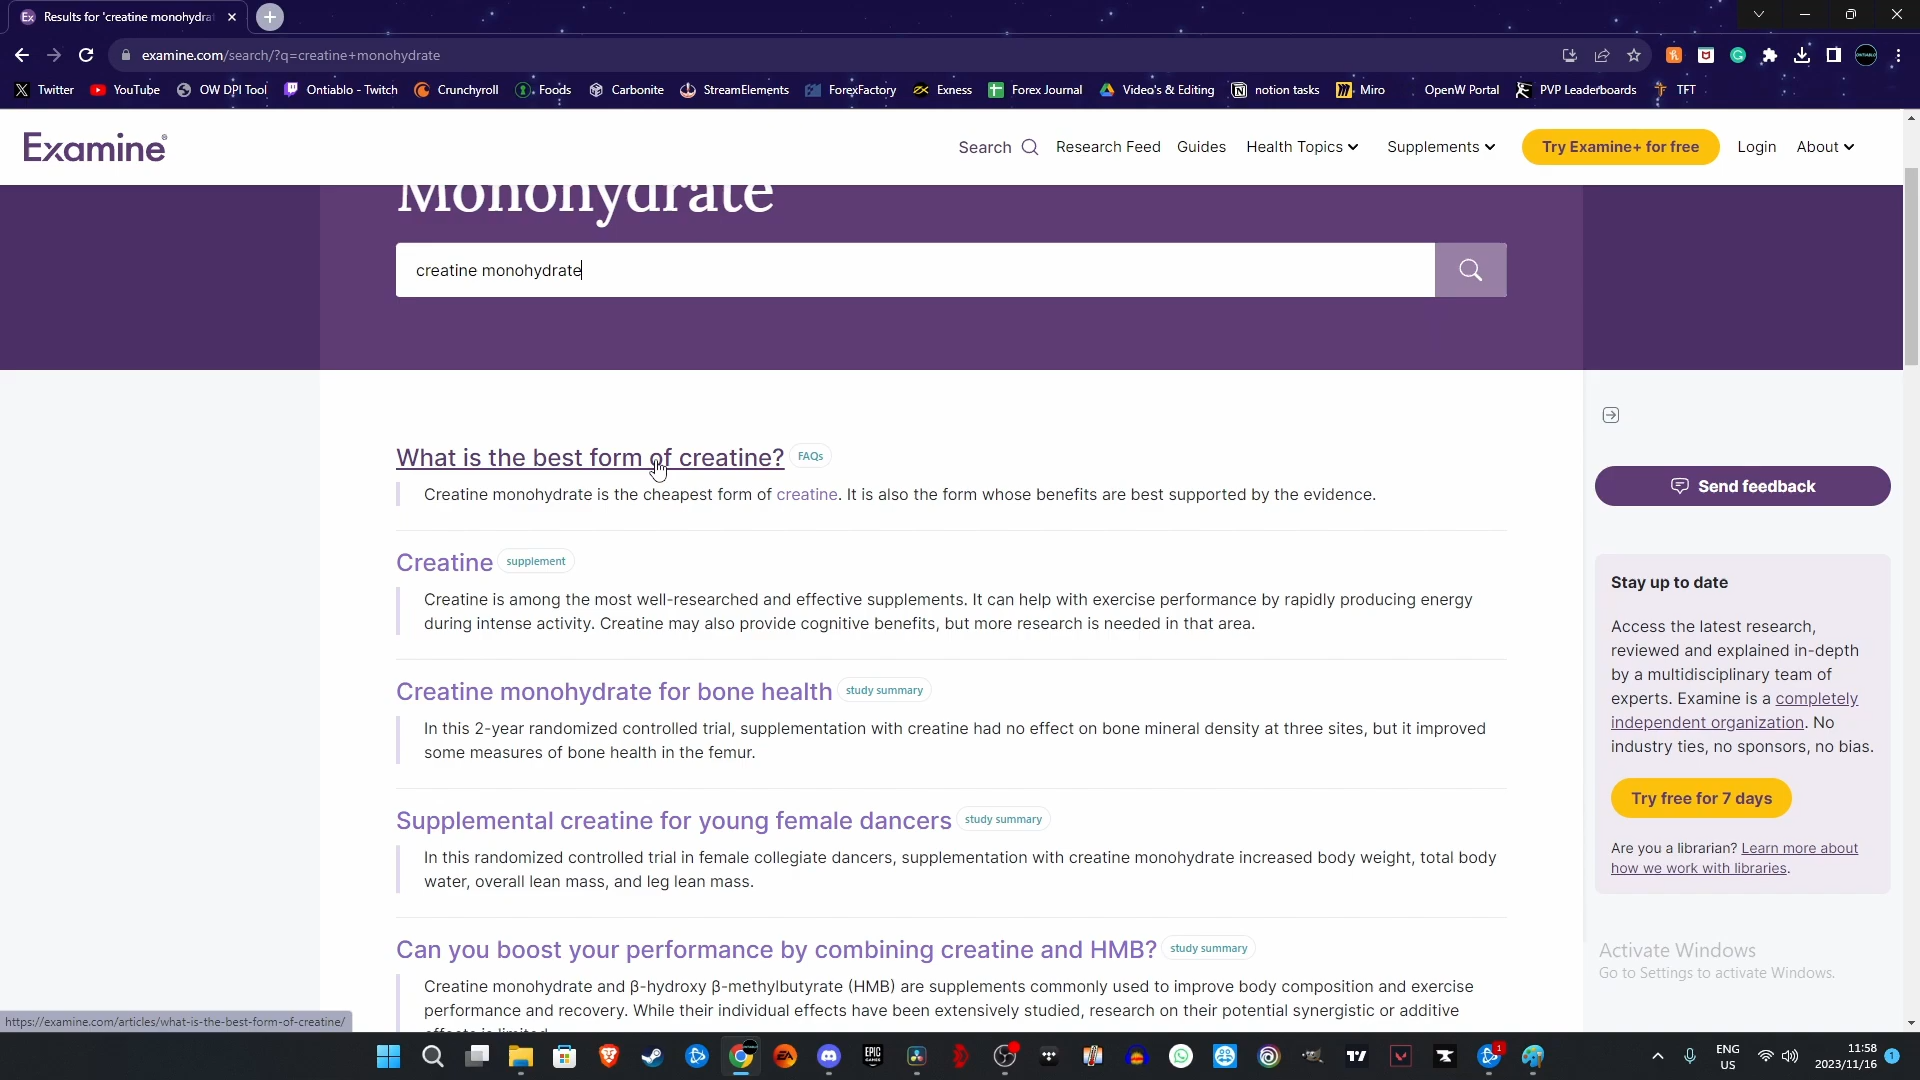 Results for 'creatine monohydra
examine.com/search/?q=creatine+monohydrate
Twitter YouTube OW DPI Tool Ontiablo - Twitch Crunchyroll Foods Carbonite StreamElements ForexFactory Exness Forex Journal Video's & Editing notion tasks Miro OpenW Portal PVP Leaderboards TFT
Examine
Search Research Feed Guides Health Topics Supplements Try Examine+ for free Login About
Monohydrate
creatine monohydrate
What is the best form of creatine? FAQs
Creatine monohydrate is the cheapest form of creatine. It is also the form whose benefits are best supported by the evidence.
Creatine supplement
Creatine is among the most well-researched and effective supplements. It can help with exercise performance by rapidly producing energy
during intense activity. Creatine may also provide cognitive benefits, but more research is needed in that area.
Creatine monohydrate for bone health study summary
In this 2-year randomized controlled trial, supplementation with creatine had no effect on bone mineral density at three sites, but it improved
some measures of bone health in the femur.
Supplemental creatine for young female dancers study summary
In this randomized controlled trial in female collegiate dancers, supplementation with creatine monohydrate increased body weight, total body
water, overall lean mass, and leg lean mass.
Can you boost your performance by combining creatine and HMB? study summary
Creatine monohydrate and β-hydroxy β-methylbutyrate (HMB) are supplements commonly used to improve body composition and exercise
performance and recovery. While their individual effects have been extensively studied, research on their potential synergistic or additive
effects is limited.
Send feedback
Stay up to date
Access the latest research,
reviewed and explained in-depth
by a multidisciplinary team of
experts. Examine is a completely
independent organization. No
industry ties, no sponsors, no bias.
Try free for 7 days
Are you a librarian? Learn more about
how we work with libraries.
Activate Windows
Go to Settings to activate Windows.
https://examine.com/articles/what-is-the-best-form-of-creatine/
ENG
US
11:58
2023/11/16